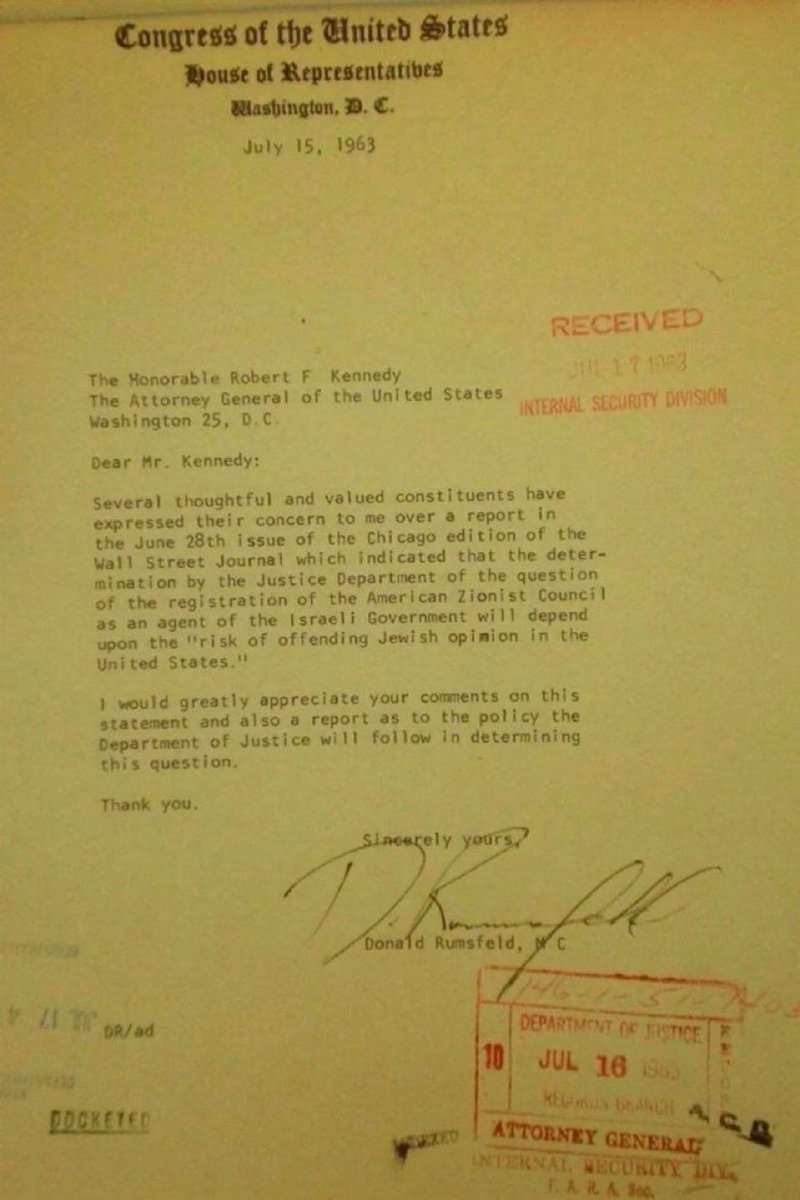 Congress of the United States
House of Representatives
Washington, D. C.
July 15, 1963
RECEIVED
INTERNAL SECURITY DIVISION
The Honorable Robert F Kennedy
The Attorney General of the United States
Washington 25, D.C.
Dear Mr. Kennedy:
Several thoughtful and valued constituents have
expressed their concern to me over a report in
the June 28th issue of the Chicago edition of the
Wall Street Journal which indicated that the deter-
mination by the Justice Department of the question
of the registration of the American Zionist Council
as an agent of the Israeli Government will depend
upon the "risk of offending Jewish opinion in the
United States."
I would greatly appreciate your comments on this
statement and also a report as to the policy the
Department of Justice will follow in determining
this question.
Thank you.
Sincerely yours,
Donald Rumsfeld, M C
DR/ad
DOCKETED
DEPARTMENT OF JUSTICE
10
JUL 16
RECORDS BRANCH
ATTORNEY GENERAL
INTERNAL SECURITY DIV.
F. A. R. A. Sec.